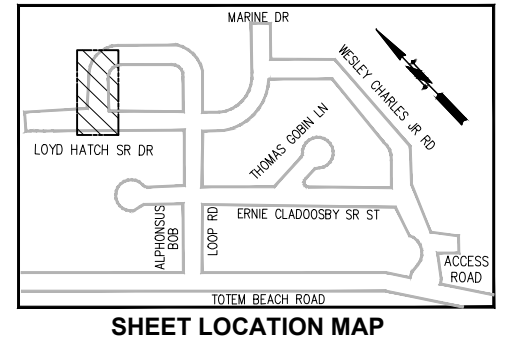 MARINE DR
WESLEY CHARLES JR RD
THOMAS GOBIN LN
LOYD HATCH SR DR
ALPHONSUS
BOB
LOOP RD
ERNIE CLADOOSBY SR ST
ACCESS
ROAD
TOTEM BEACH ROAD
SHEET LOCATION MAP